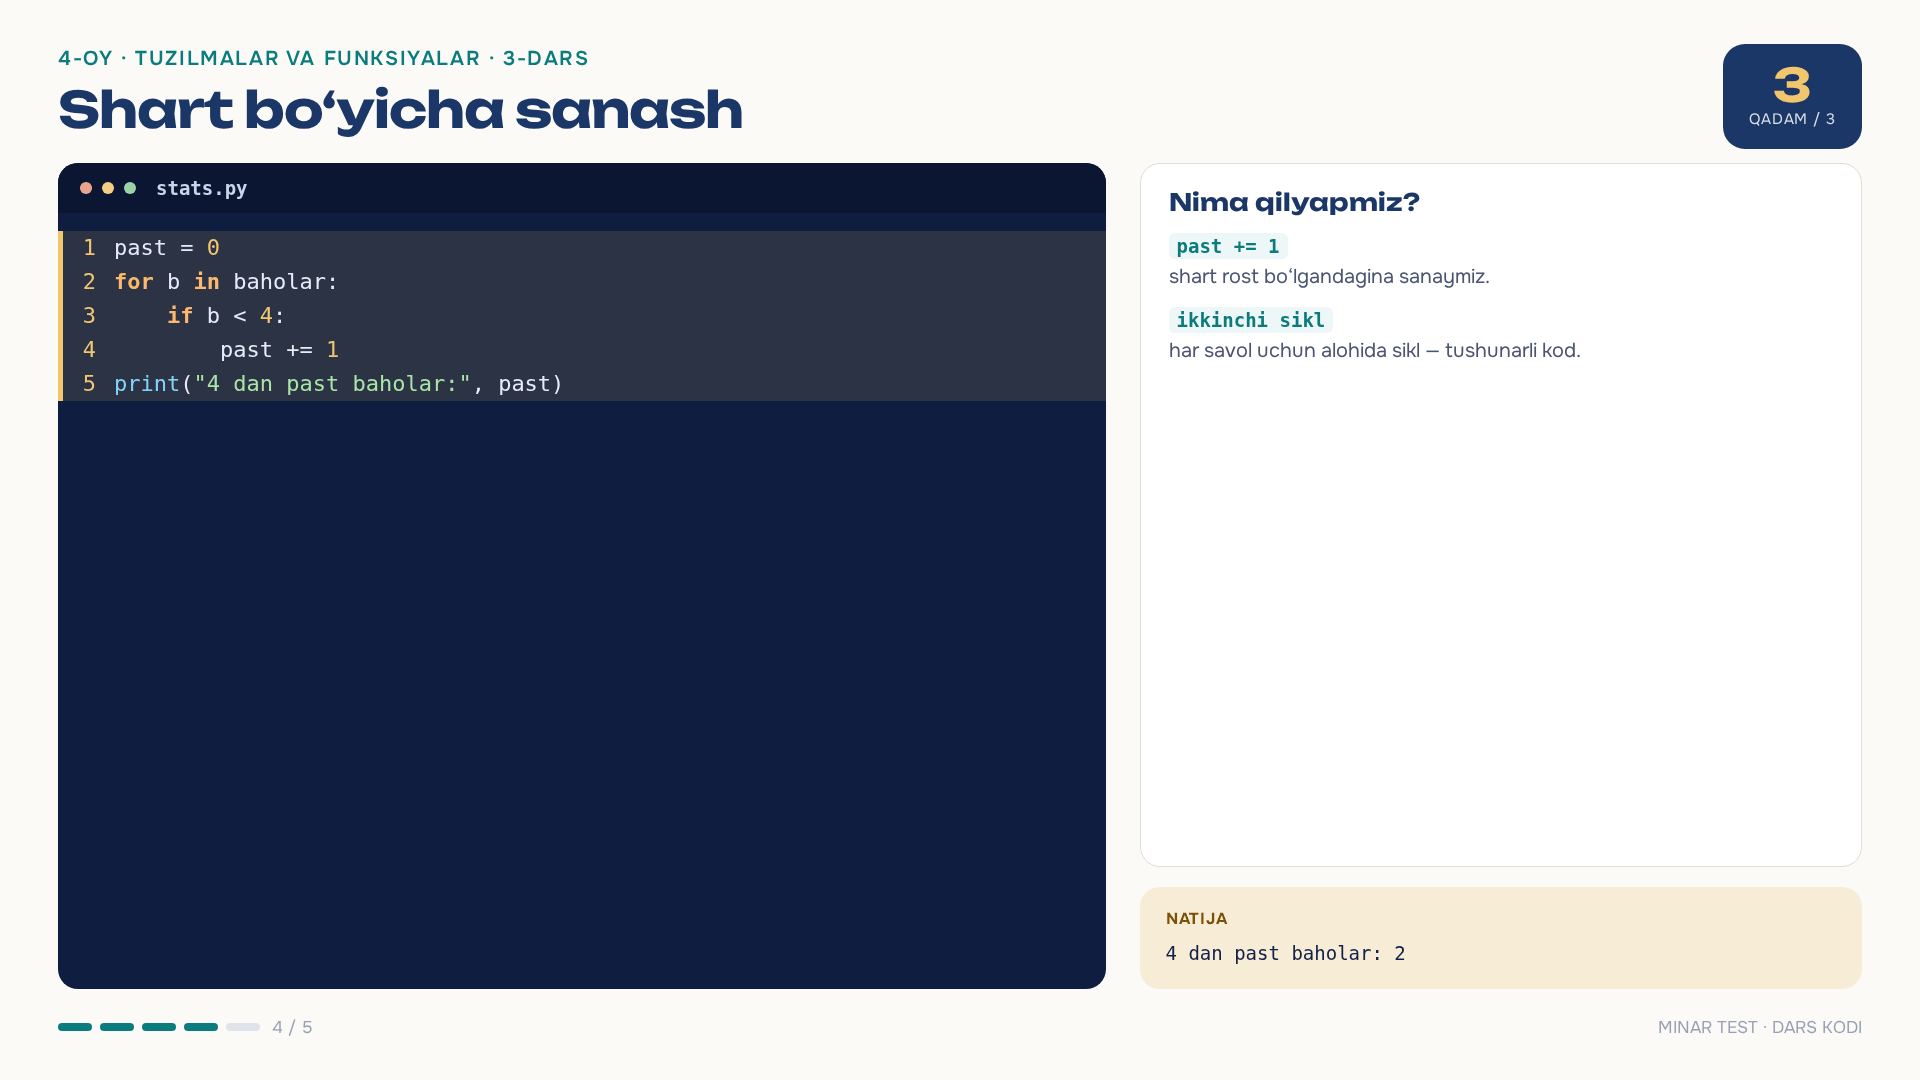 4-OY · TUZILMALAR VA FUNKSIYALAR · 3-DARS
Shart bo‘yicha sanash
3
QADAM / 3
stats.py
1 past = 0
2 for b in baholar:
3     if b < 4:
4         past += 1
5 print("4 dan past baholar:", past)
Nima qilyapmiz?
past += 1
shart rost bo‘lgandagina sanaymiz.
ikkinchi sikl
har savol uchun alohida sikl — tushunarli kod.
NATIJA
4 dan past baholar: 2
4 / 5
MINAR TEST · DARS KODI